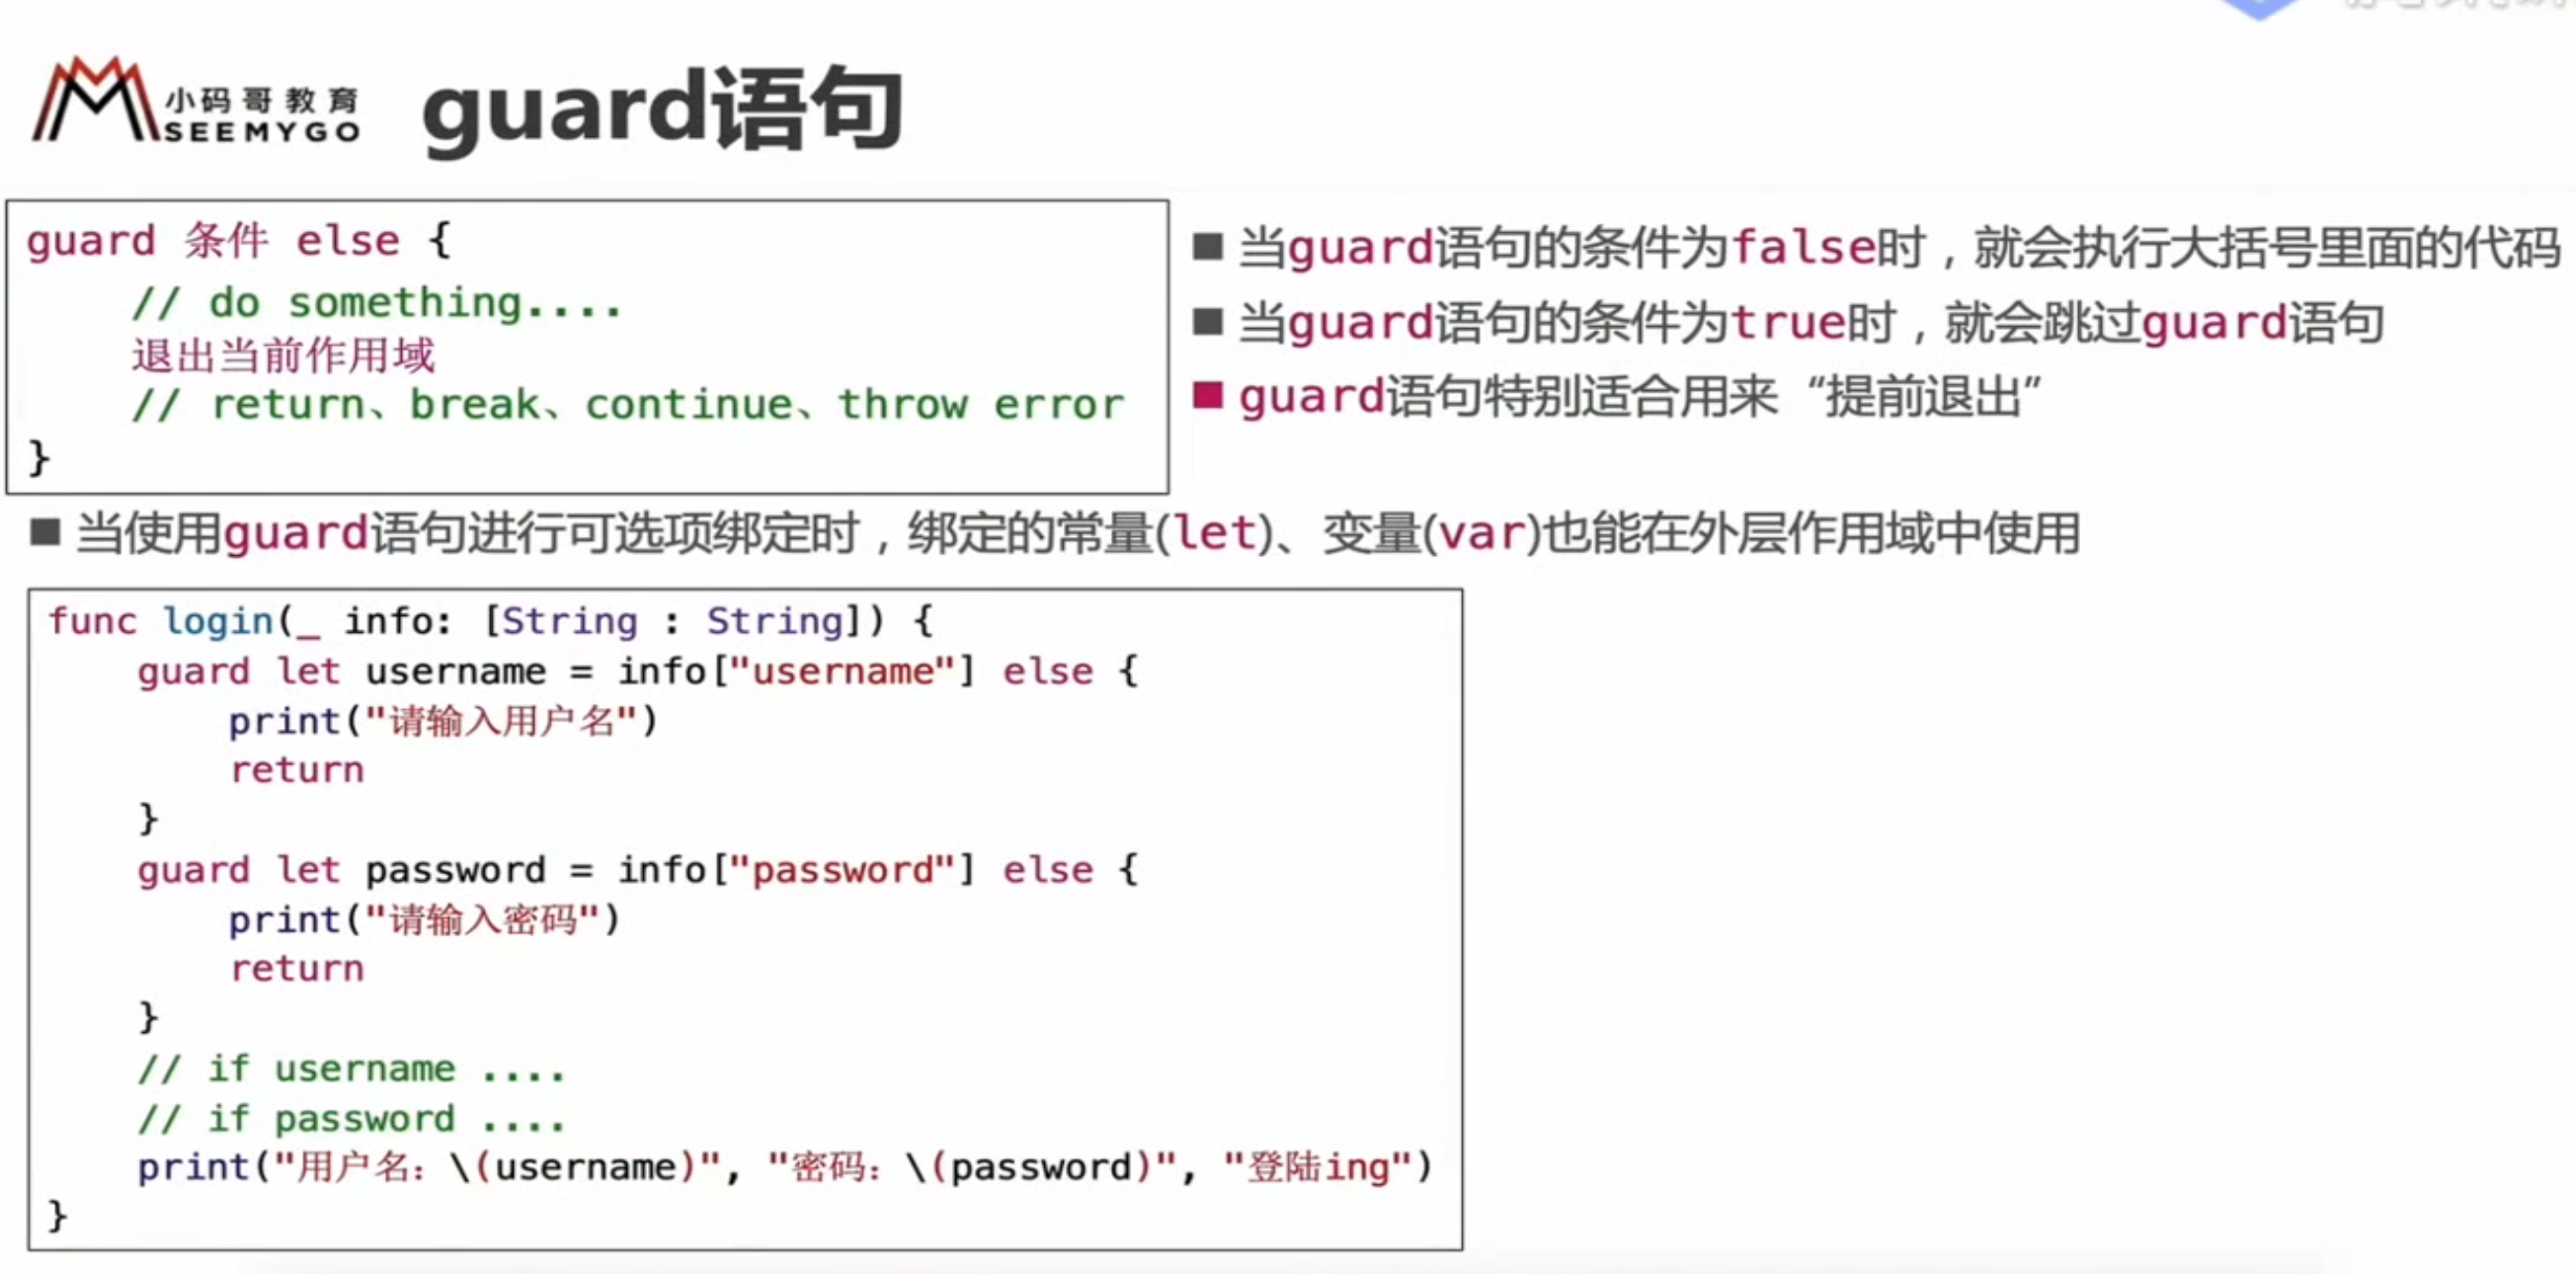 小码哥教育
SEEMYGO
guard语句
guard 条件 else {
// do something....
退出当前作用域
// return、break、continue、throw error
}
■ 当guard语句的条件为false时，就会执行大括号里面的代码
■ 当guard语句的条件为true时，就会跳过guard语句
■ guard语句特别适合用来“提前退出”
■ 当使用guard语句进行可选项绑定时，绑定的常量(let)、变量(var)也能在外层作用域中使用
func login(_ info: [String : String]) {
guard let username = info["username"] else {
print("请输入用户名")
return
}
guard let password = info["password"] else {
print("请输入密码")
return
}
// if username ....
// if password ....
print("用户名：\(username)", "密码：\(password)", "登陆ing")
}